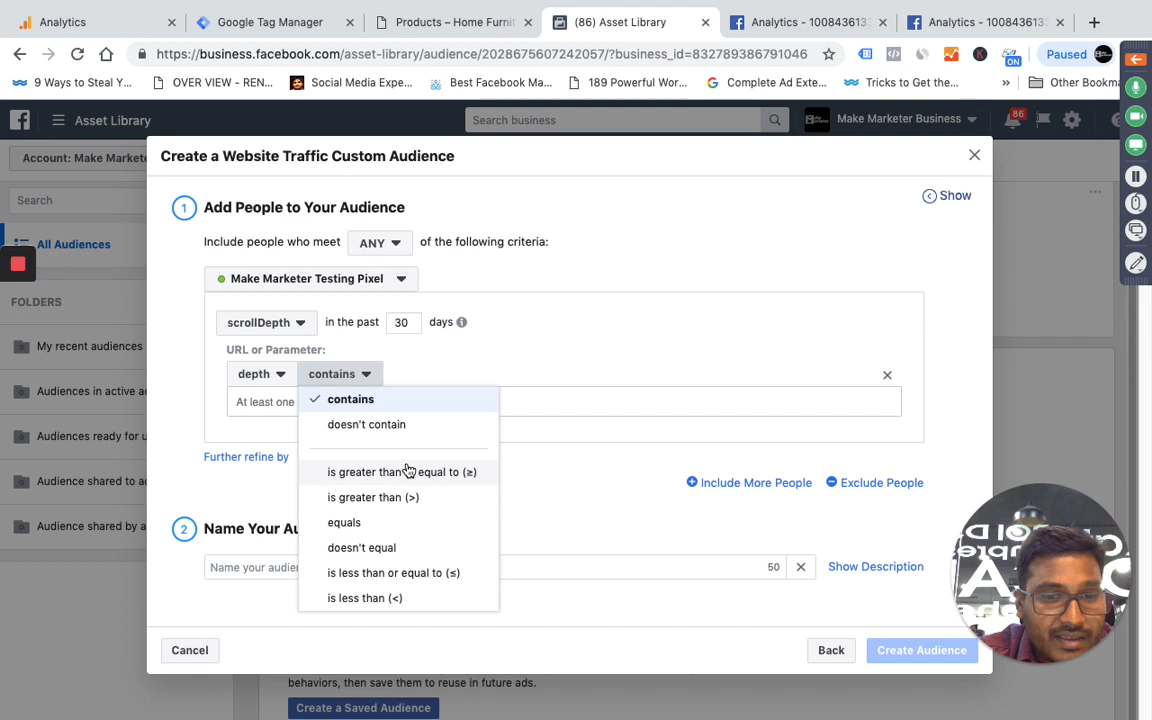 Analytics
Google Tag Manager
Products – Home Furnit
(86) Asset Library
Analytics - 1008436133
Analytics - 1008436133
https://business.facebook.com/asset-library/audience/2028675607242057/?business_id=832789386791046
ON
Paused
9 Ways to Steal Y...
OVER VIEW - REN...
Social Media Expe...
Best Facebook Ma...
189 Powerful Wor...
Complete Ad Exte...
Tricks to Get the...
»
Other Bookma
Asset Library
Search business
Make Marketer Business
86
Account: Make Marketer
Search
All Audiences
FOLDERS
My recent audiences
Audiences in active ad
Audiences ready for u
Audience shared to ad
Audience shared by a
Create a Website Traffic Custom Audience
Show
1 Add People to Your Audience
Include people who meet ANY of the following criteria:
Make Marketer Testing Pixel
scrollDepth in the past 30 days
URL or Parameter:
depth contains
At least one
contains
doesn't contain
is greater than equal to (≥)
is greater than (>)
equals
doesn't equal
is less than or equal to (≤)
is less than (<)
Further refine by
Include More People
Exclude People
2 Name Your Au
Name your audien
50
Show Description
Cancel
Back
Create Audience
behaviors, then save them to reuse in future ads.
Create a Saved Audience